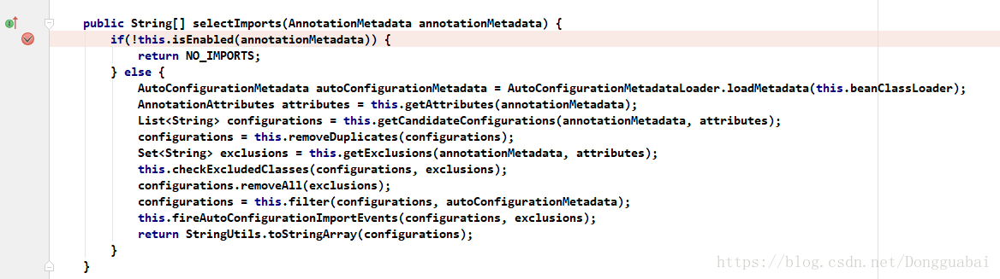 public String[] selectImports(AnnotationMetadata annotationMetadata) {
if(!this.isEnabled(annotationMetadata)) {
return NO_IMPORTS;
} else {
AutoConfigurationMetadata autoConfigurationMetadata = AutoConfigurationMetadataLoader.loadMetadata(this.beanClassLoader);
AnnotationAttributes attributes = this.getAttributes(annotationMetadata);
List<String> configurations = this.getCandidateConfigurations(annotationMetadata, attributes);
configurations = this.removeDuplicates(configurations);
Set<String> exclusions = this.getExclusions(annotationMetadata, attributes);
this.checkExcludedClasses(configurations, exclusions);
configurations.removeAll(exclusions);
configurations = this.filter(configurations, autoConfigurationMetadata);
this.fireAutoConfigurationImportEvents(configurations, exclusions);
return StringUtils.toStringArray(configurations);
}
}
https://blog.csdn.net/Dongguabai